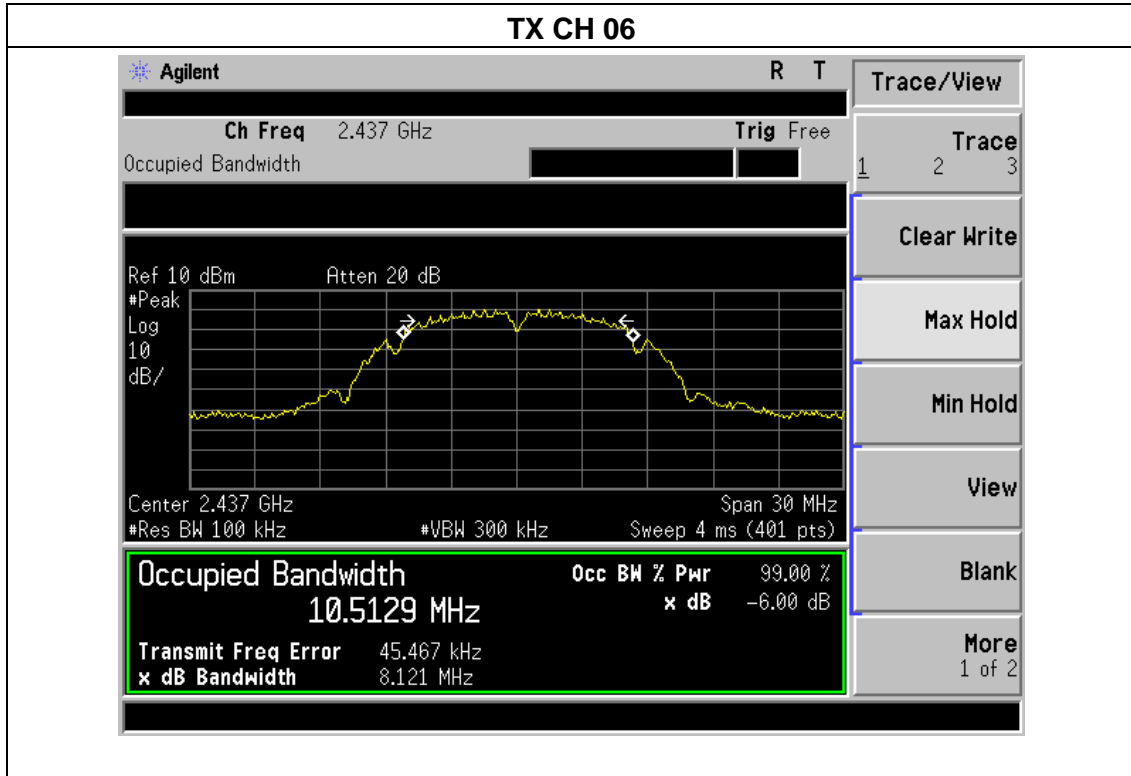 TX CH 06
Agilent R T
Ch Freq 2.437 GHz Trig Free
Occupied Bandwidth
Ref 10 dBm Atten 20 dB
#Peak
Log
10
dB/
Center 2.437 GHz Span 30 MHz
#Res BW 100 kHz #VBW 300 kHz Sweep 4 ms (401 pts)
Occupied Bandwidth Occ BW % Pwr 99.00 %
10.5129 MHz x dB -6.00 dB
Transmit Freq Error 45.467 kHz
x dB Bandwidth 8.121 MHz
Trace/View
Trace
1 2 3
Clear Write
Max Hold
Min Hold
View
Blank
More
1 of 2